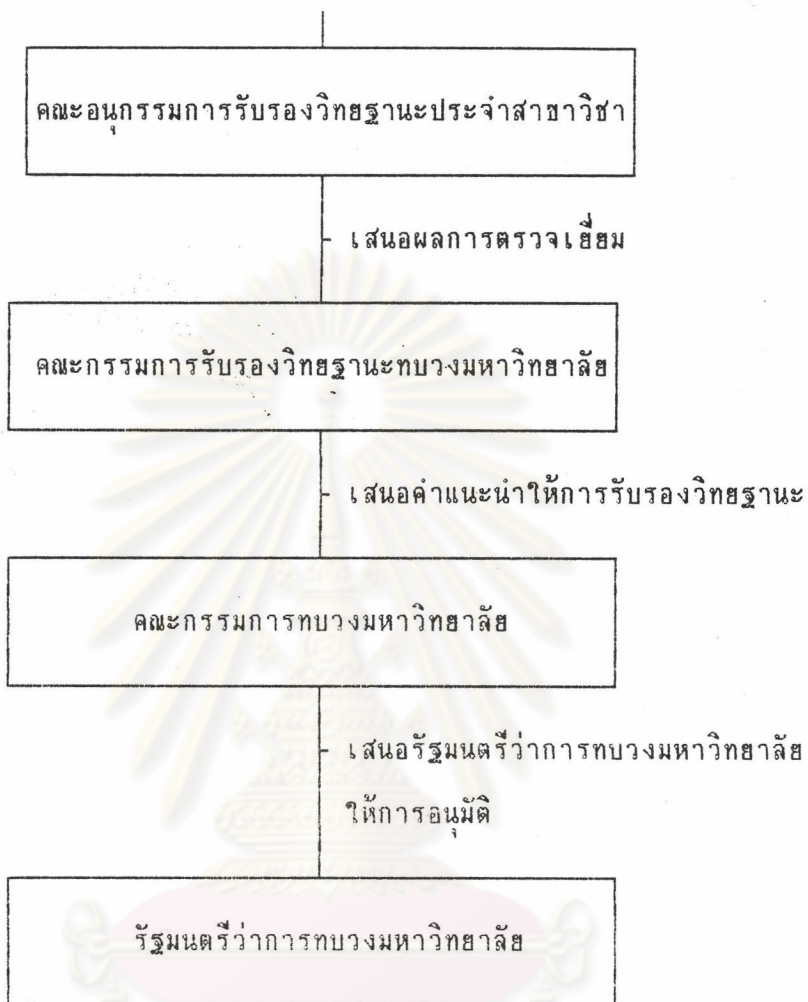 คณะอนุกรรมการรับรองวิทยฐานะประจำสาขาวิชา
- เสนอผลการตรวจเยี่ยม
คณะกรรมการรับรองวิทยฐานะทบวงมหาวิทยาลัย
- เสนอคำแนะนำให้การรับรองวิทยฐานะ
คณะกรรมการทบวงมหาวิทยาลัย
- เสนอรัฐมนตรีว่าการทบวงมหาวิทยาลัย
ให้การอนุมัติ
รัฐมนตรีว่าการทบวงมหาวิทยาลัย